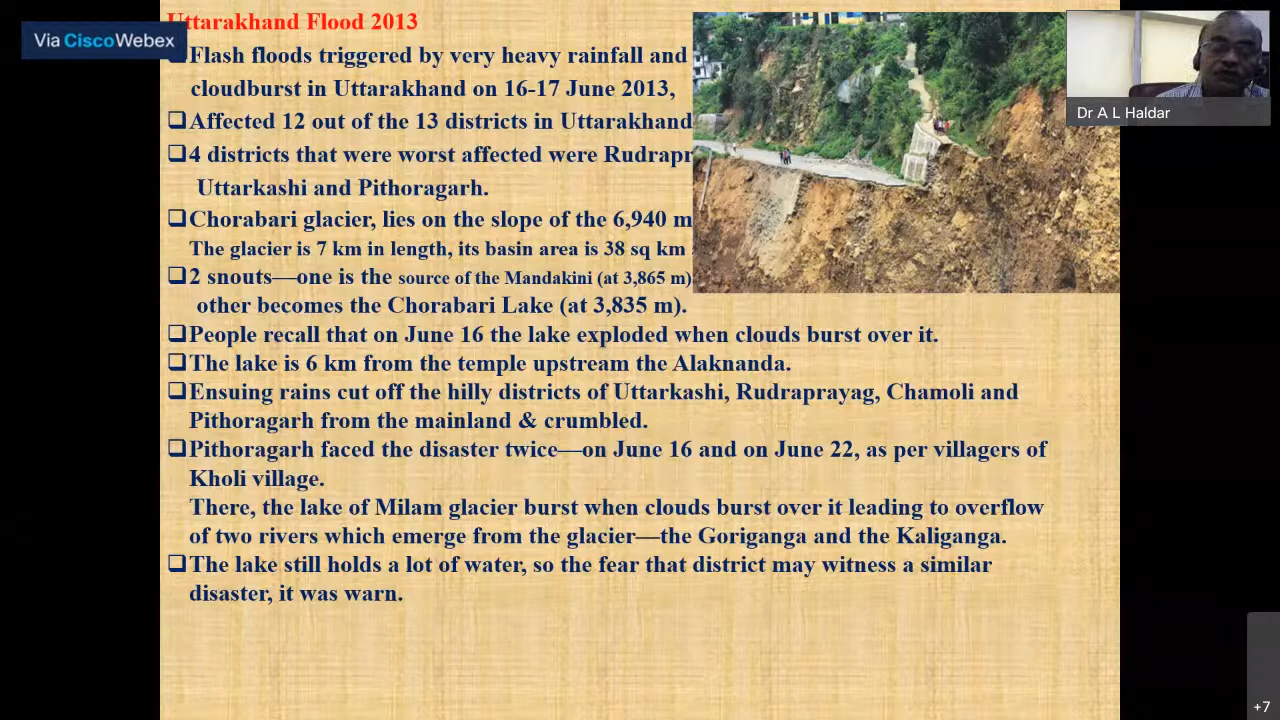 Uttarakhand Flood 2013
Via CiscoWebex
Flash floods triggered by very heavy rainfall and
cloudburst in Uttarakhand on 16-17 June 2013,
Affected 12 out of the 13 districts in Uttarakhand
4 districts that were worst affected were
Uttarkashi and Pithoragarh.
Chorabari glacier, lies on the slope of the 6,940 m
The glacier is 7 km in length, its basin area is 38 sq km
2 snouts—one is the source of the Mandakini (at 3,865 m)
other becomes the Chorabari Lake (at 3,835 m).
People recall that on June 16 the lake exploded when clouds burst over it.
The lake is 6 km from the temple upstream the Alaknanda.
Ensuing rains cut off the hilly districts of Uttarkashi, Rudraprayag, Chamoli and
Pithoragarh from the mainland & crumbled.
Pithoragarh faced the disaster twice—on June 16 and on June 22, as per villagers of
Kholi village.
There, the lake of Milam glacier burst when clouds burst over it leading to overflow
of two rivers which emerge from the glacier—the Goriganga and the Kaliganga.
The lake still holds a lot of water, so the fear that district may witness a similar
disaster, it was warn.
Dr A L Haldar
+7